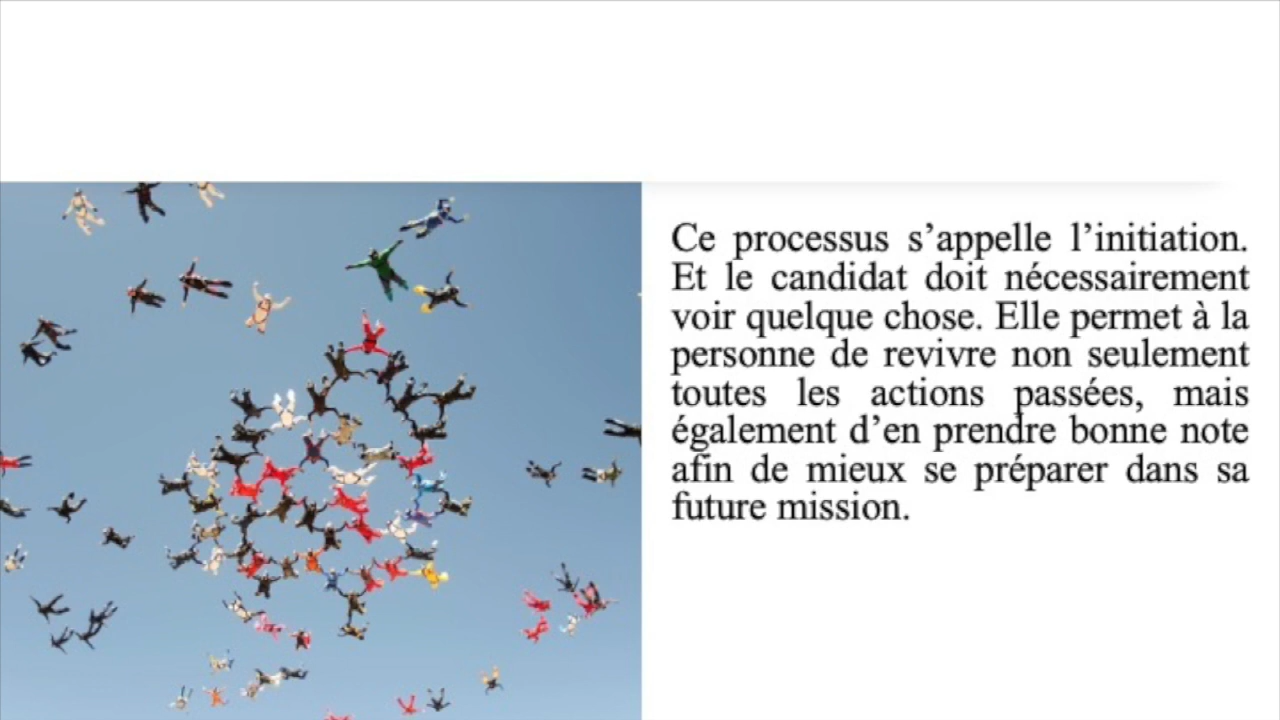 Ce processus s’appelle l’initiation.
Et le candidat doit nécessairement
voir quelque chose. Elle permet à la
personne de revivre non seulement
toutes les actions passées, mais
également d’en prendre bonne note
afin de mieux se préparer dans sa
future mission.